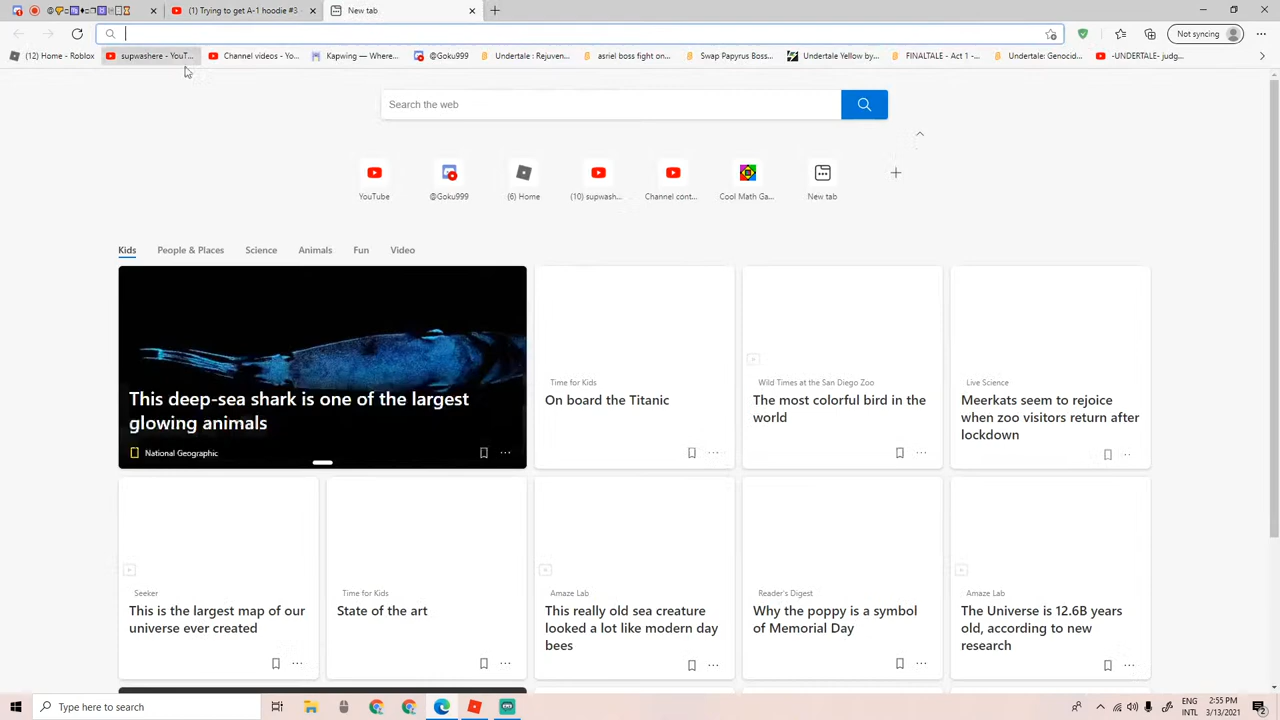 (1) Trying to get A-1 hoodie #3 -
New tab
Not syncing
(12) Home - Roblox
supwashere - YouT...
Channel videos - Yo...
Kapwing — Where...
@Goku999
Undertale : Rejuven...
asriel boss fight on...
Swap Papyrus Boss...
Undertale Yellow by...
FINALTALE - Act 1 -...
Undertale: Genocid...
-UNDERTALE- judg...
Search the web
YouTube
@Goku999
(6) Home
(10) supwash...
Channel cont...
Cool Math Ga...
New tab
Kids
People & Places
Science
Animals
Fun
Video
This deep-sea shark is one of the largest
glowing animals
National Geographic
Time for Kids
On board the Titanic
Wild Times at the San Diego Zoo
The most colorful bird in the
world
Live Science
Meerkats seem to rejoice
when zoo visitors return after
lockdown
Seeker
This is the largest map of our
universe ever created
Time for Kids
State of the art
Amaze Lab
This really old sea creature
looked a lot like modern day
bees
Reader's Digest
Why the poppy is a symbol
of Memorial Day
Amaze Lab
The Universe is 12.6B years
old, according to new
research
Type here to search
ENG
INTL
2:55 PM
3/13/2021
2